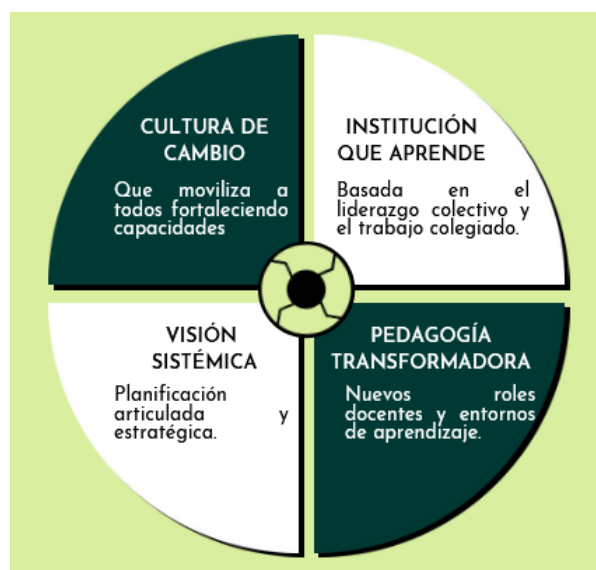 CULTURA DE
CAMBIO
Que moviliza a
todos fortaleciendo
capacidades
INSTITUCIÓN
QUE APRENDE
Basada en el
liderazgo colectivo y
el trabajo colegiado.
VISIÓN
SISTÉMICA
Planificación
articulada y
estratégica.
PEDAGOGÍA
TRANSFORMADORA
Nuevos roles
docentes y entornos
de aprendizaje.